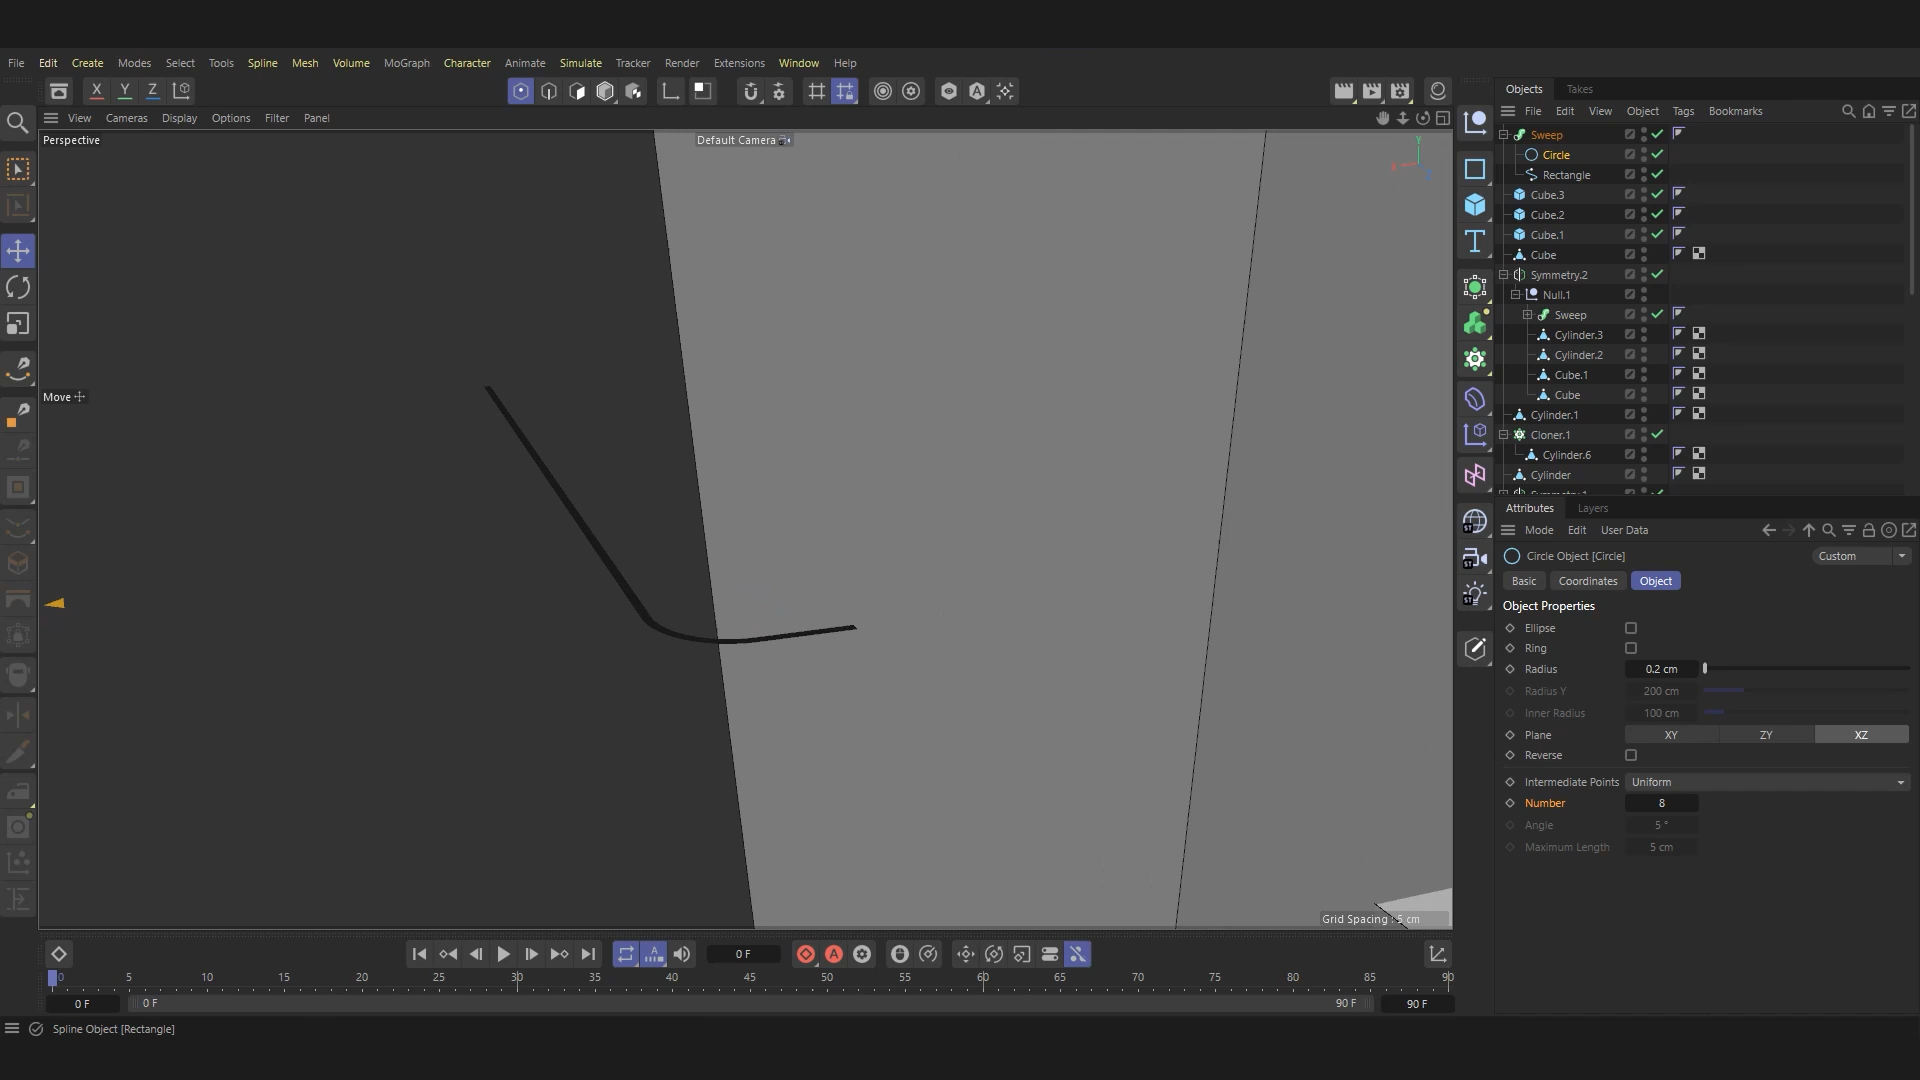 File Edit Create Modes Select Tools Spline Mesh Volume MoGraph Character Simulate Tracker Render Extensions Window Help
Animate
X Y Z
Objects Takes
View Cameras Display Options Filter Panel
File Edit View Object Tags Bookmarks
Perspective
Default Camera
Y
Sweep
Circle
Rectangle
Cube.3
Cube.2
Cube.1
Cube
Symmetry.2
Null.1
Sweep
Cylinder.3
Cylinder.2
Cube.1
Cube
Cylinder.1
Cloner.1
Cylinder.6
Cylinder
Move
Attributes Layers
Mode Edit User Data
Circle Object [Circle]
Custom
Basic Coordinates Object
Object Properties
Ellipse
Ring
Radius 0.2 cm
Radius Y 200 cm
Inner Radius 100 cm
Plane XY ZY XZ
Reverse
Intermediate Points Uniform
Number 8
Angle 5 °
Maximum Length 5 cm
Grid Spacing : 5 cm
0 F
0 5 10 15 20 25 30 35 40 45 50 55 60 65 70 75 80 85 90
0 F 0 F 90 F 90 F
Spline Object [Rectangle]